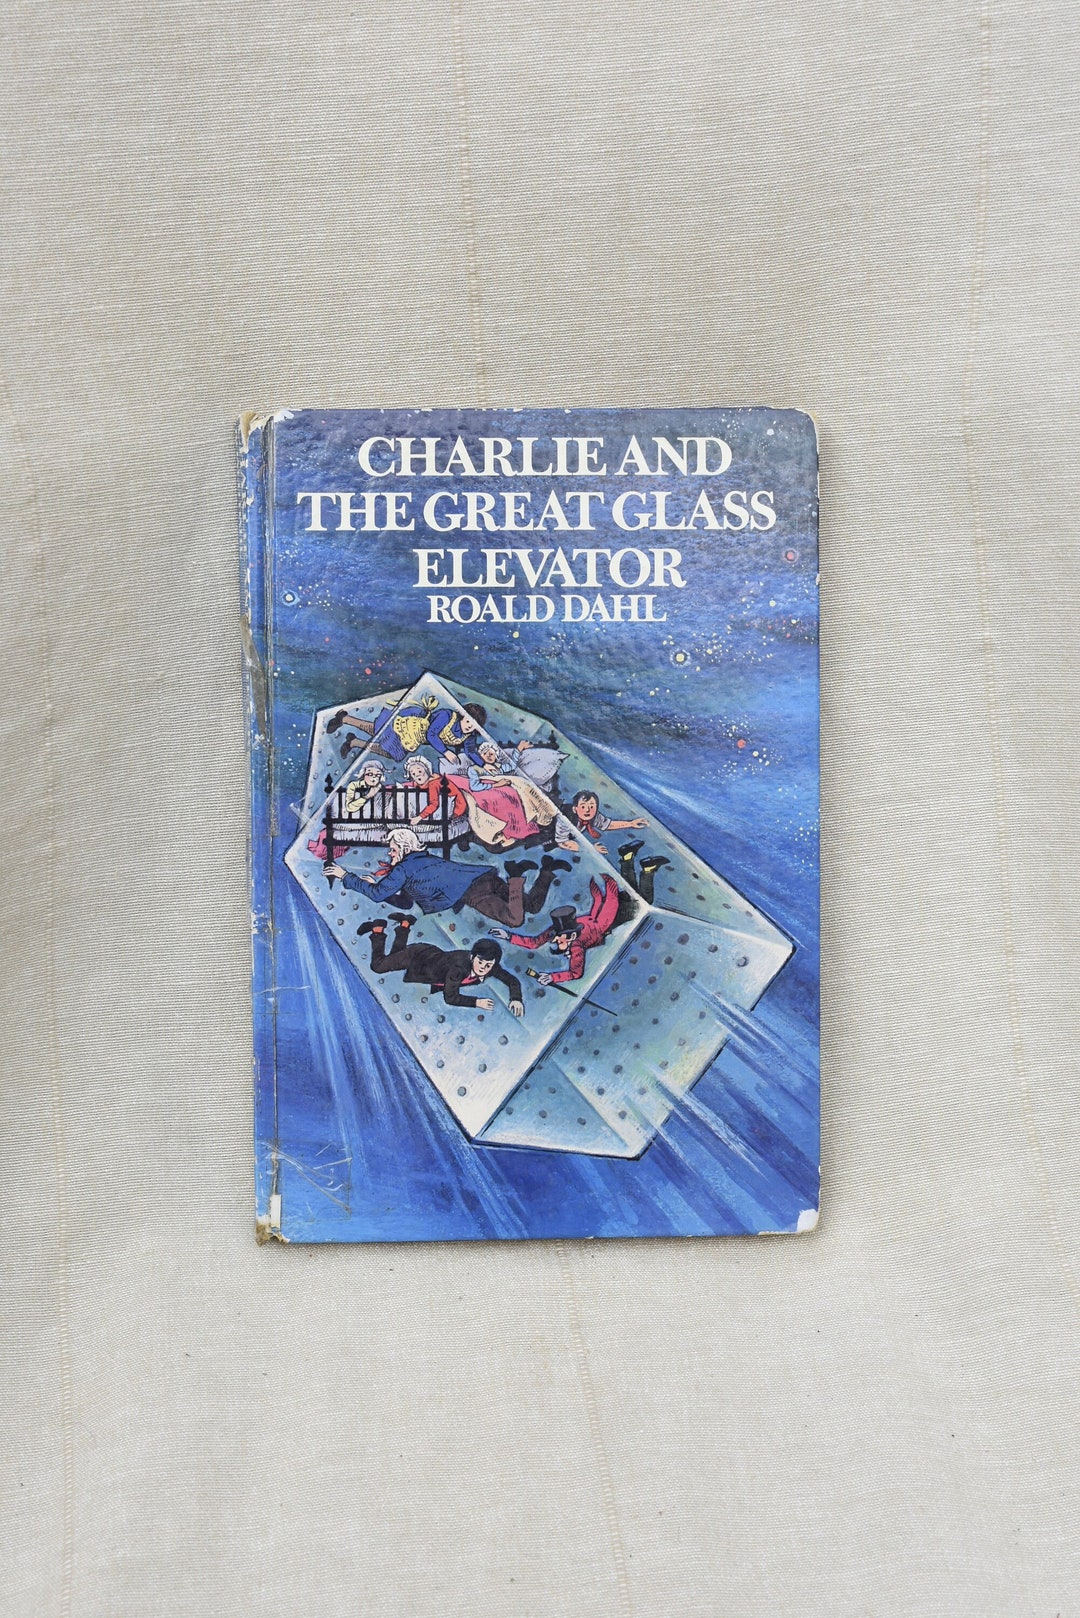 CHARLIE AND
THE GREAT GLASS
ELEVATOR
ROALD DAHL